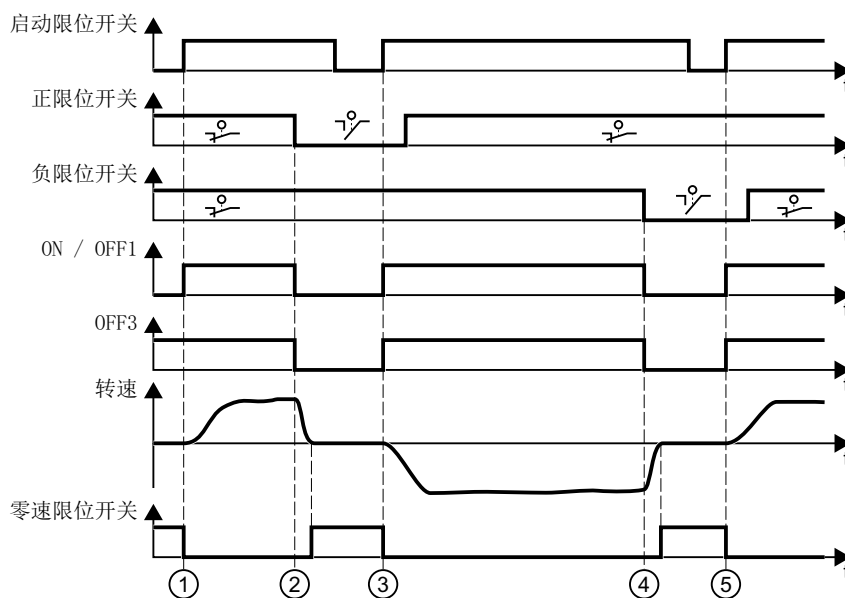 启动限位开关
t
正限位开关
t
负限位开关
t
ON / OFF1
t
OFF3
t
转速
t
零速限位开关
t
① ② ③ ④ ⑤